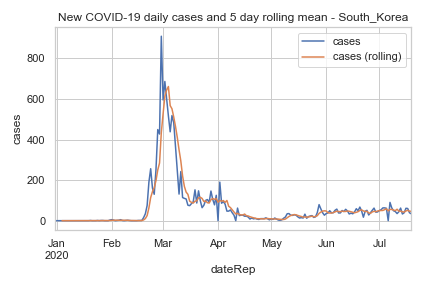 New COVID-19 daily cases and 5 day rolling mean - South_Korea
cases
cases (rolling)
800
600
400
200
0
cases
Jan
2020
Feb
Mar
Apr
May
Jun
Jul
dateRep